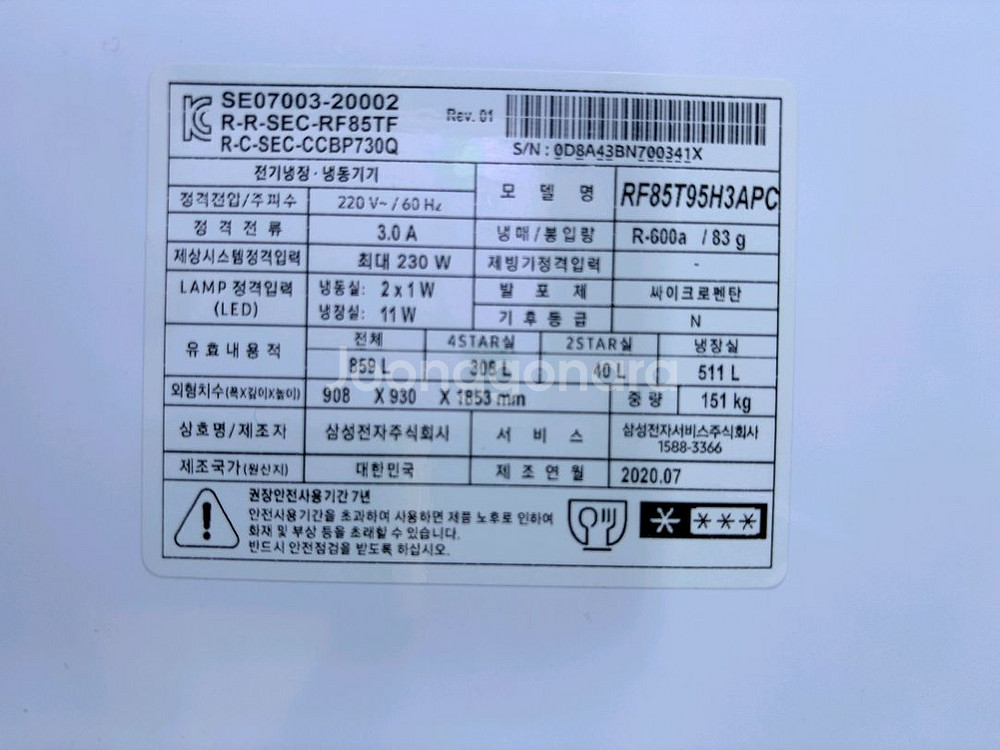 SE07003-20002
R-R-SEC-RF85TF
R-C-SEC-CCBP730Q
Rev. 01
S/N : 0D8A43BN700341X
전기냉장·냉동기기
모 델 명 RF85T95H3APC
정격전압/주파수 220 V~ / 60 Hz
정 격 전 류 3.0 A
냉매/봉입량 R-600a / 83 g
제상시스템정격입력 최대 230 W
제빙기정격입력 -
LAMP 정격입력 (LED)
냉동실: 2 x 1 W
냉장실: 11 W
발 포 제 싸이크로펜탄
기 후 등 급 N
유 효 내 용 적
전체 4STAR실 2STAR실 냉장실
859 L 308 L 40 L 511 L
외형치수(폭X깊이X높이) 908 X 930 X 1853 mm
중 량 151 kg
상호명/제조자 삼성전자주식회사
서 비 스 삼성전자서비스주식회사
1588-3366
제조국가(원산지) 대한민국
제 조 연 월 2020.07
권장안전사용기간 7년
안전사용기간을 초과하여 사용하면 제품 노후로 인하여
화재 및 부상 등을 초래할 수 있습니다.
반드시 안전점검을 받도록 하십시오.
Joonggonara